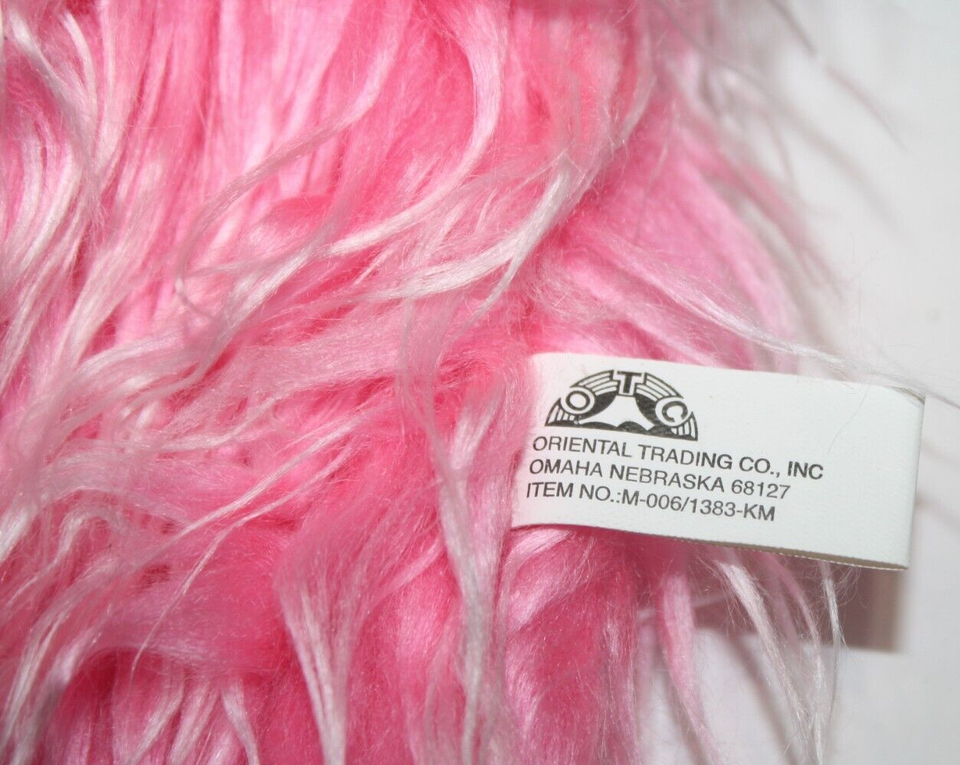 OTC
ORIENTAL TRADING CO., INC
OMAHA NEBRASKA 68127
ITEM NO.:M-006/1383-KM